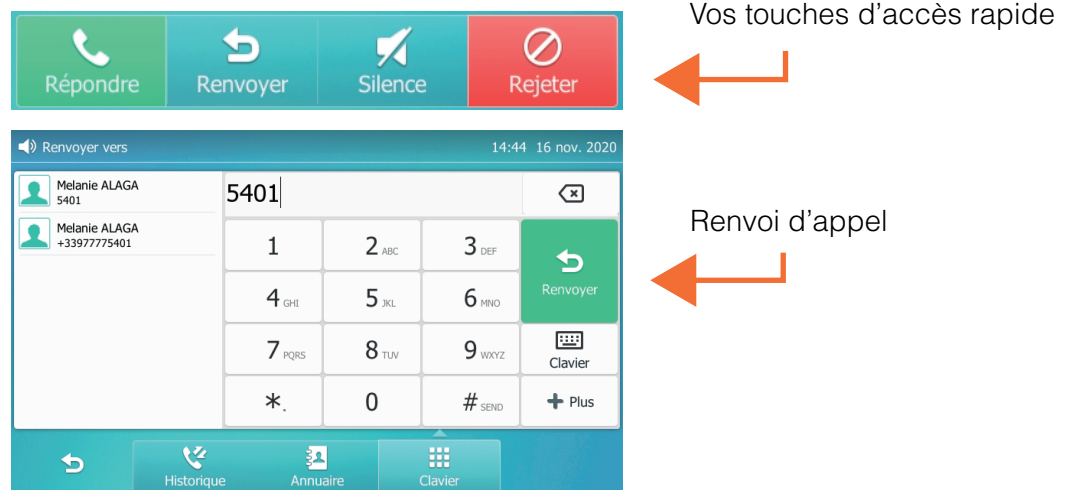 Vos touches d'accès rapide
Répondre
Renvoyer
Silence
Rejeter
Renvoyer vers
14:44 16 nov. 2020
Melanie ALAGA
5401
Melanie ALAGA
+33977775401
5401
1
2 ABC
3 DEF
4 GHI
5 JKL
6 MNO
7 PQRS
8 TUV
9 WXYZ
*.
0
# SEND
Renvoyer
Clavier
+ Plus
Renvoi d'appel
Historique
Annuaire
Clavier